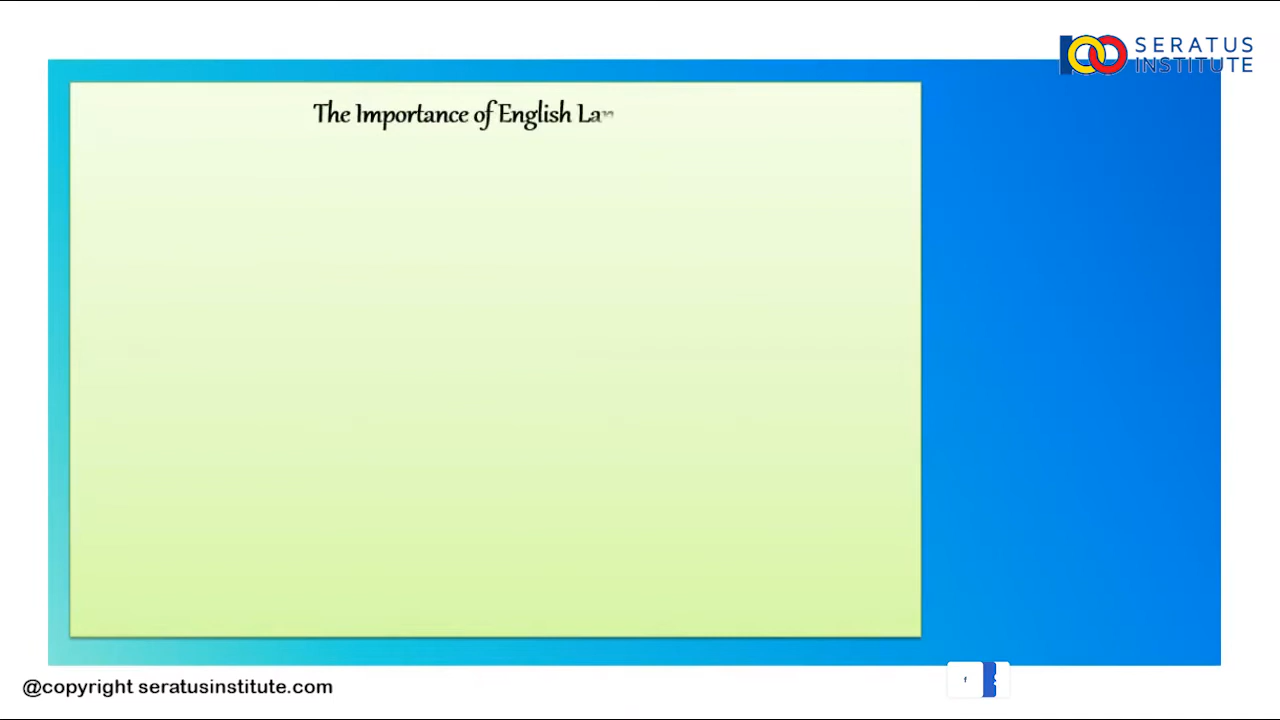 SERATUS
INSTITUTE
The Importance of English
@copyright seratusinstitute.com
f